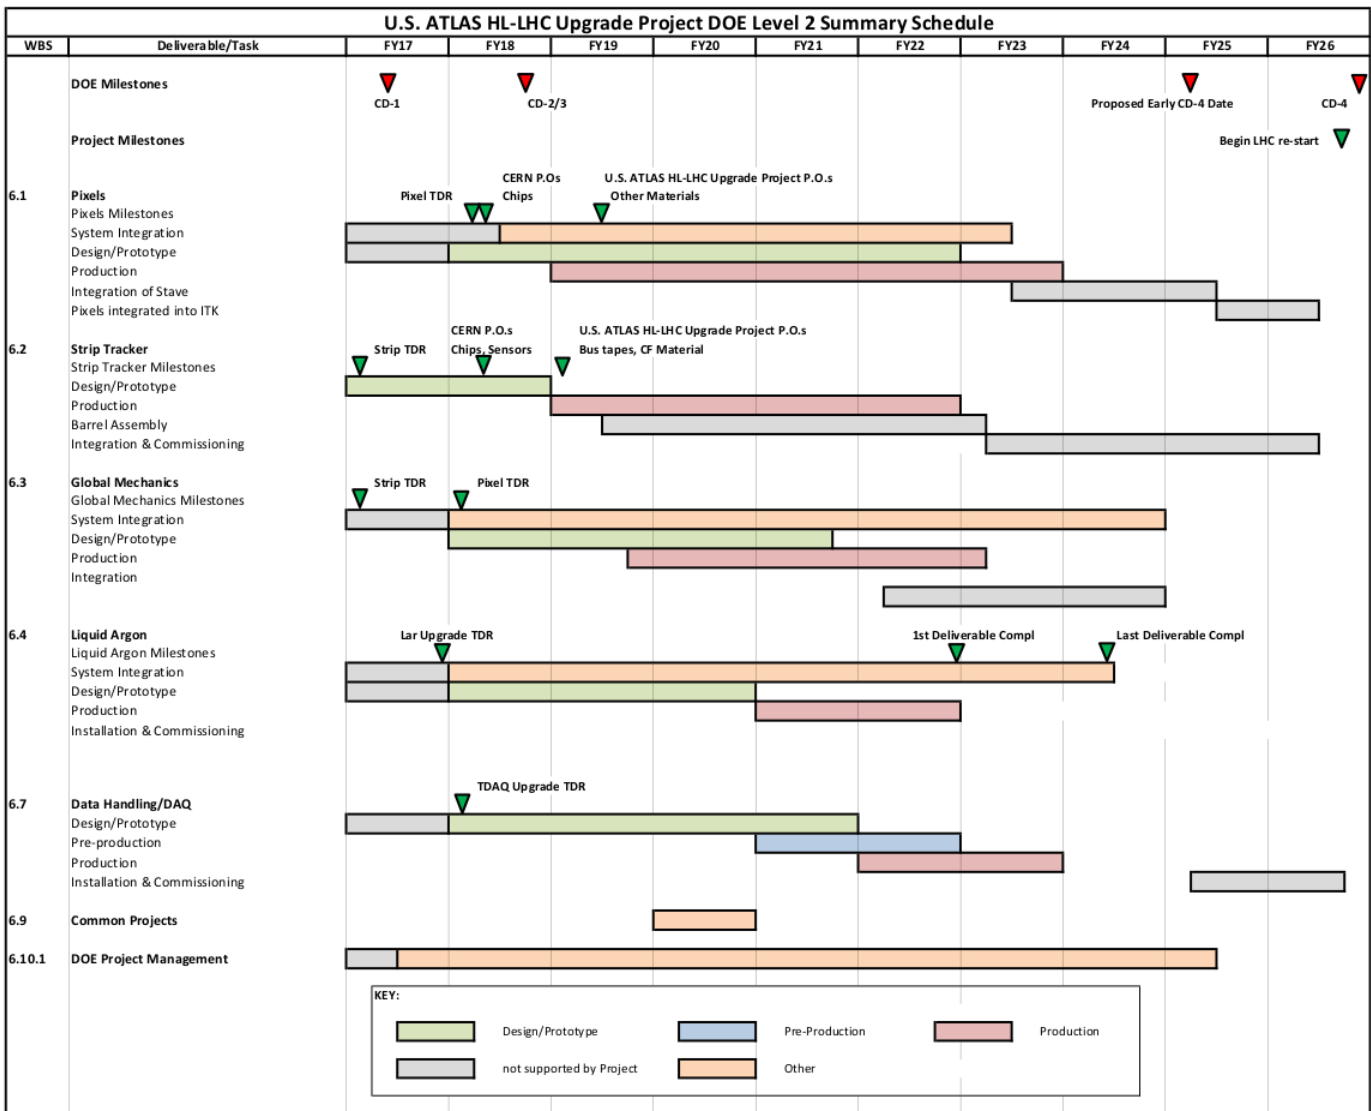 U.S. ATLAS HL-LHC Upgrade Project DOE Level 2 Summary Schedule
WBS Deliverable/Task FY17 FY18 FY19 FY20 FY21 FY22 FY23 FY24 FY25 FY26
DOE Milestones
CD-1 CD-2/3 Proposed Early CD-4 Date CD-4
Project Milestones Begin LHC re-start
CERN P.Os U.S. ATLAS HL-LHC Upgrade Project P.O.s
6.1 Pixels Pixel TDR Chips Other Materials
Pixels Milestones
System Integration
Design/Prototype
Production
Integration of Stave
Pixels integrated into ITK
CERN P.O.s U.S. ATLAS HL-LHC Upgrade Project P.O.s
6.2 Strip Tracker Strip TDR Chips, Sensors Bus tapes, CF Material
Strip Tracker Milestones
Design/Prototype
Production
Barrel Assembly
Integration & Commissioning
6.3 Global Mechanics Strip TDR Pixel TDR
Global Mechanics Milestones
System Integration
Design/Prototype
Production
Integration
6.4 Liquid Argon Lar Upgrade TDR 1st Deliverable Compl Last Deliverable Compl
Liquid Argon Milestones
System Integration
Design/Prototype
Production
Installation & Commissioning
TDAQ Upgrade TDR
6.7 Data Handling/DAQ
Design/Prototype
Pre-production
Production
Installation & Commissioning
6.9 Common Projects
6.10.1 DOE Project Management
KEY:
Design/Prototype Pre-Production Production
not supported by Project Other